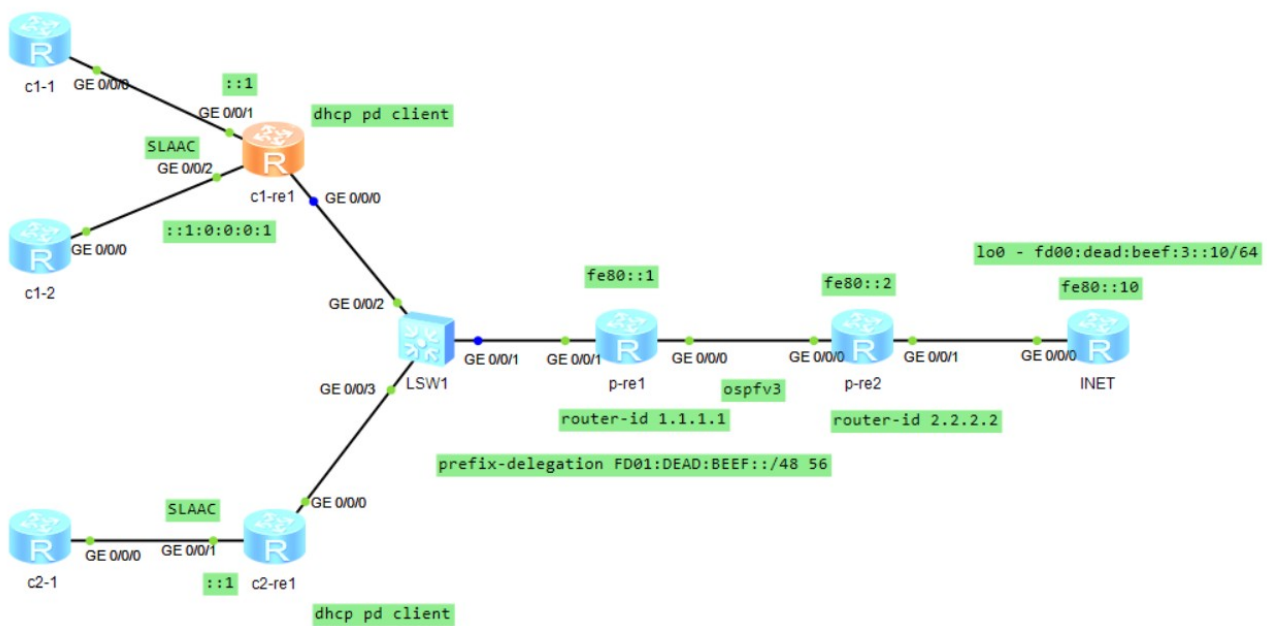 R
c1-1
GE 0/0/0
::1
GE 0/0/1
dhcp pd client
SLAAC
GE 0/0/2
R
c1-re1
GE 0/0/0
R
c1-2
GE 0/0/0
::1:0:0:0:1
lo0 - fd00:dead:beef:3::10/64
fe80::1
fe80::2
fe80::10
GE 0/0/2
LSW1
GE 0/0/1
GE 0/0/1
R
p-re1
GE 0/0/0
GE 0/0/0
R
p-re2
GE 0/0/1
GE 0/0/0
R
INET
GE 0/0/3
ospfv3
router-id 1.1.1.1
router-id 2.2.2.2
prefix-delegation FD01:DEAD:BEEF::/48 56
GE 0/0/0
SLAAC
R
c2-1
GE 0/0/0
GE 0/0/1
R
c2-re1
::1
dhcp pd client